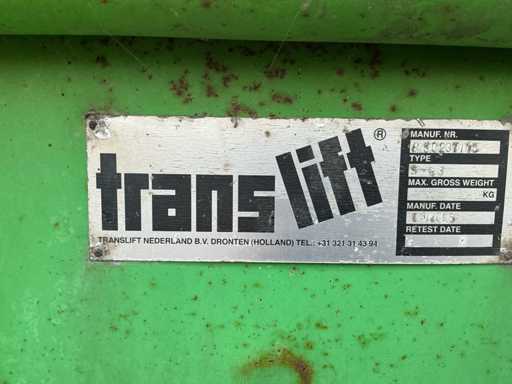 translift®
TRANSLIFT NEDERLAND B.V. DRONTEN (HOLLAND) TEL.: +31 321 31 43 94
MANUF. NR.
TYPE
MAX. GROSS WEIGHT
KG
MANUF. DATE
RETEST DATE